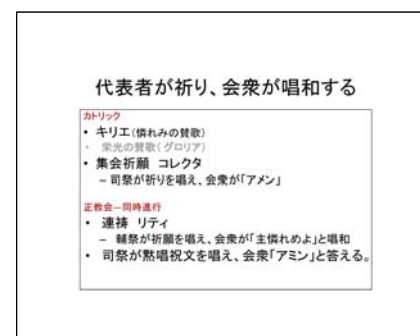 代表者が祈り、会衆が唱和する
カトリック
• キリエ(憐れみの賛歌)
• 栄光の賛歌(グロリア)
• 集会祈願 コレクタ
– 司祭が祈りを唱え、会衆が「アメン」
正教会―同時進行
• 連祷 リティ
– 輔祭が祈願を唱え、会衆が「主憐れめよ」と唱和
• 司祭が黙唱祝文を唱え、会衆「アミン」と答える。